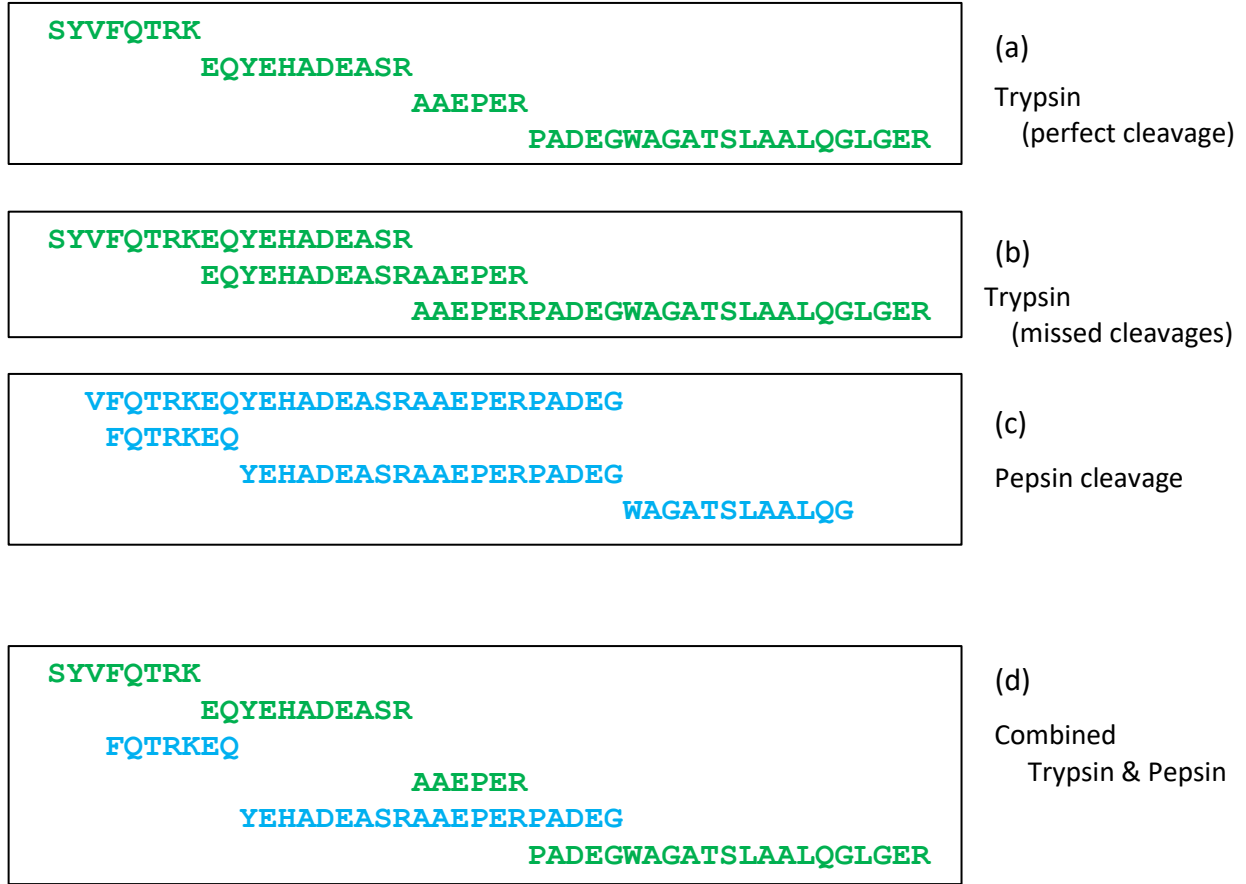 SYVFQTRK
EQYEHADEASR
AAEPER
PADEGWAGATSLAALQGLGER
(a)
Trypsin
(perfect cleavage)
SYVFQTRKEQYEHADEASR
EQYEHADEASRAAEPER
AAEPERPADEGWAGATSLAALQGLGER
(b)
Trypsin
(missed cleavages)
VFQTRKEQYEHADEASRAAEPERPADEG
FQTRKEQ
YEHADEASRAAEPERPADEG
WAGATSLAALQG
(c)
Pepsin cleavage
SYVFQTRK
EQYEHADEASR
FQTRKEQ
AAEPER
YEHADEASRAAEPERPADEG
PADEGWAGATSLAALQGLGER
(d)
Combined
Trypsin & Pepsin